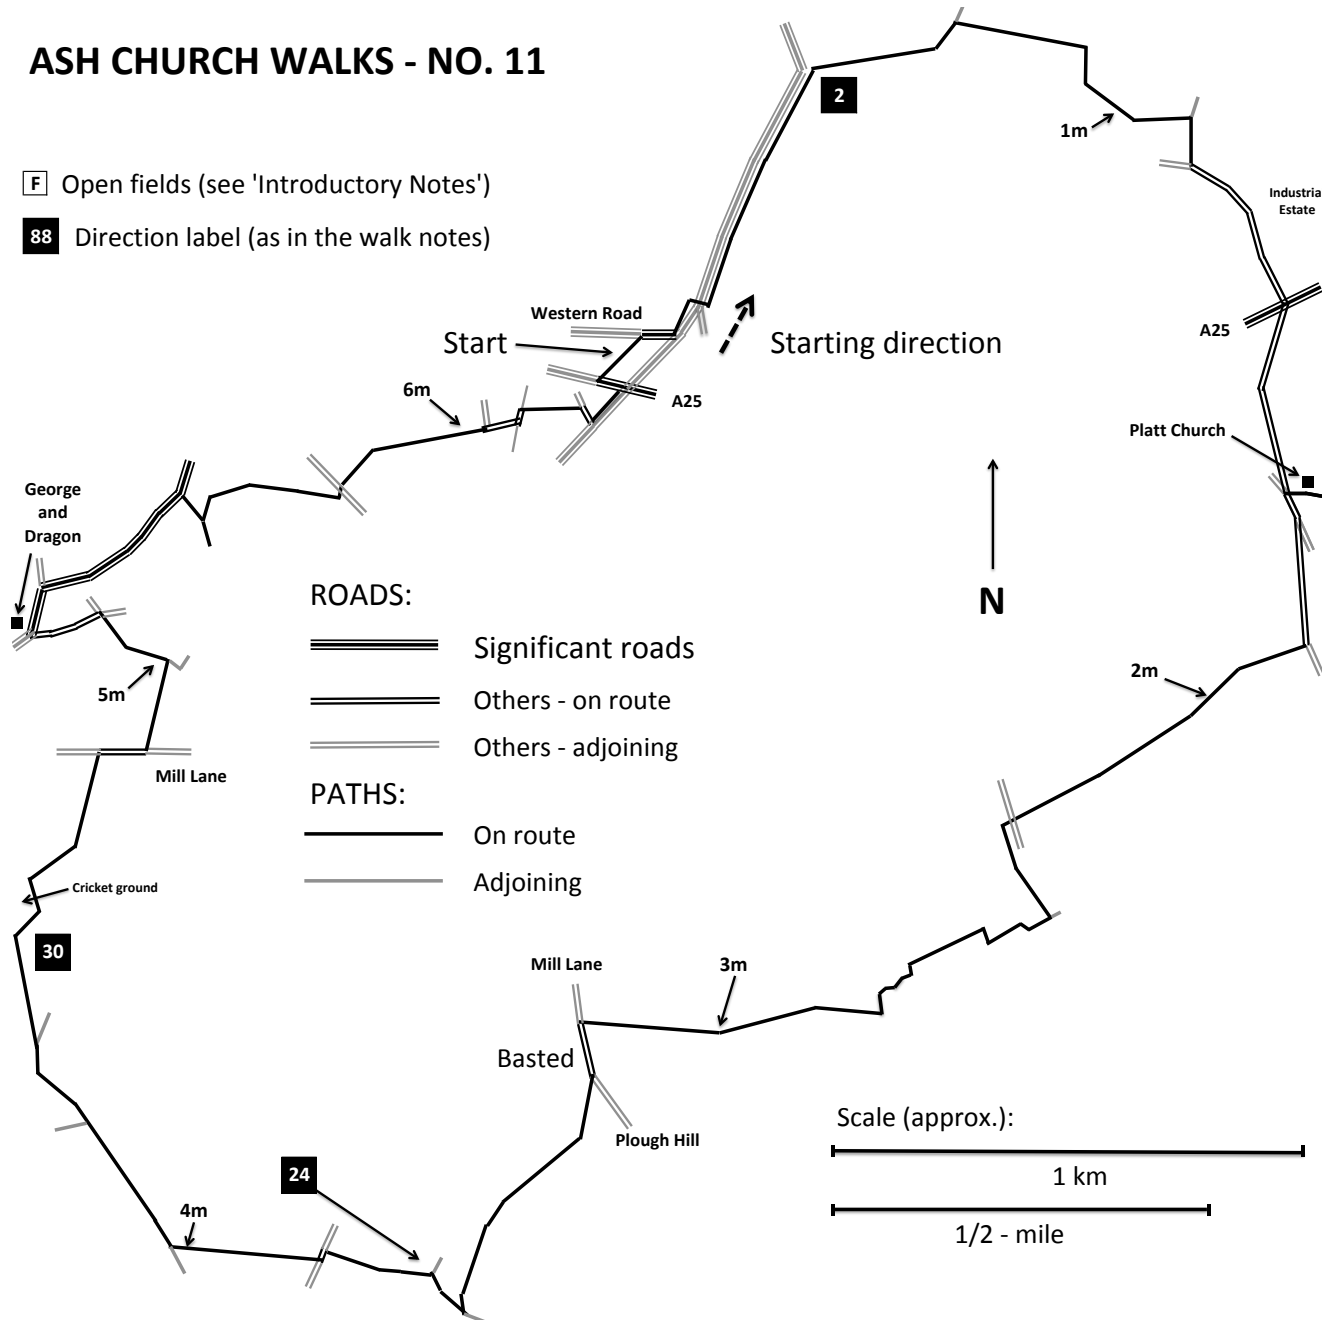 ASH CHURCH WALKS - NO. 11
2
1m
F Open fields (see 'Introductory Notes')
88 Direction label (as in the walk notes)
Industria
Estate
Western Road
A25
Start
Starting direction
6m
A25
Platt Church
George
and
Dragon
N
ROADS:
Significant roads
Others - on route
Others - adjoining
PATHS:
On route
Adjoining
2m
5m
Mill Lane
Cricket ground
30
Mill Lane
3m
Basted
Plough Hill
24
4m
Scale (approx.):
1 km
1/2 - mile